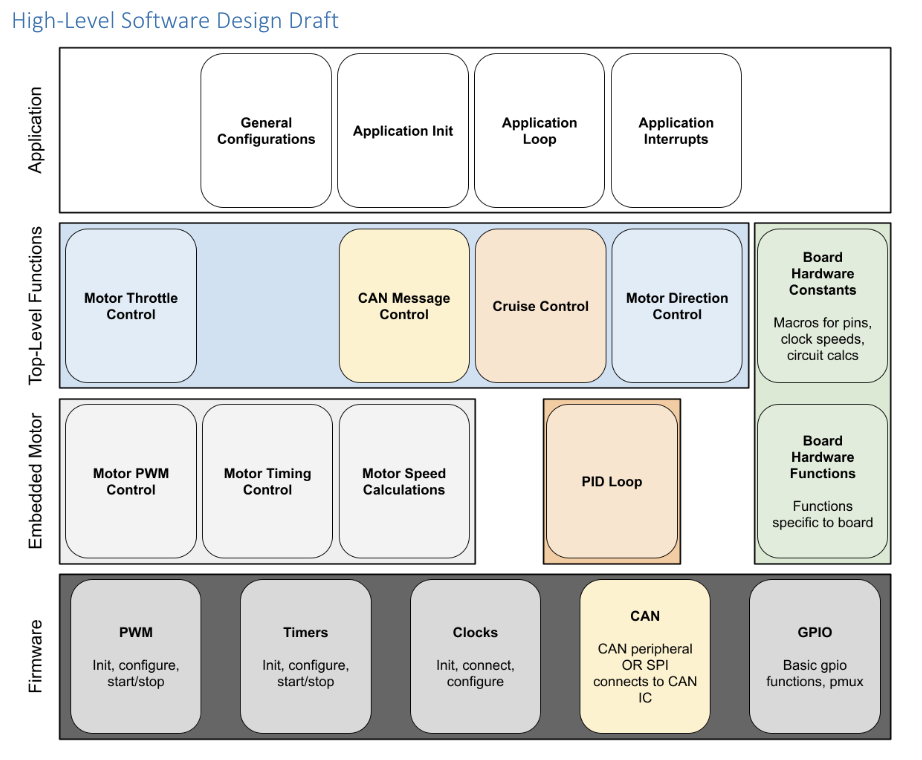 High-Level Software Design Draft
Application
General
Configurations
Application Init
Application
Loop
Application
Interrupts
Top-Level Functions
Motor Throttle
Control
CAN Message
Control
Cruise Control
Motor Direction
Control
Board
Hardware
Constants
Macros for pins,
clock speeds,
circuit calcs
Embedded Motor
Motor PWM
Control
Motor Timing
Control
Motor Speed
Calculations
PID Loop
Board
Hardware
Functions
Functions
specific to board
Firmware
PWM
Init, configure,
start/stop
Timers
Init, configure,
start/stop
Clocks
Init, connect,
configure
CAN
CAN peripheral
OR SPI
connects to CAN
IC
GPIO
Basic gpio
functions, pmux